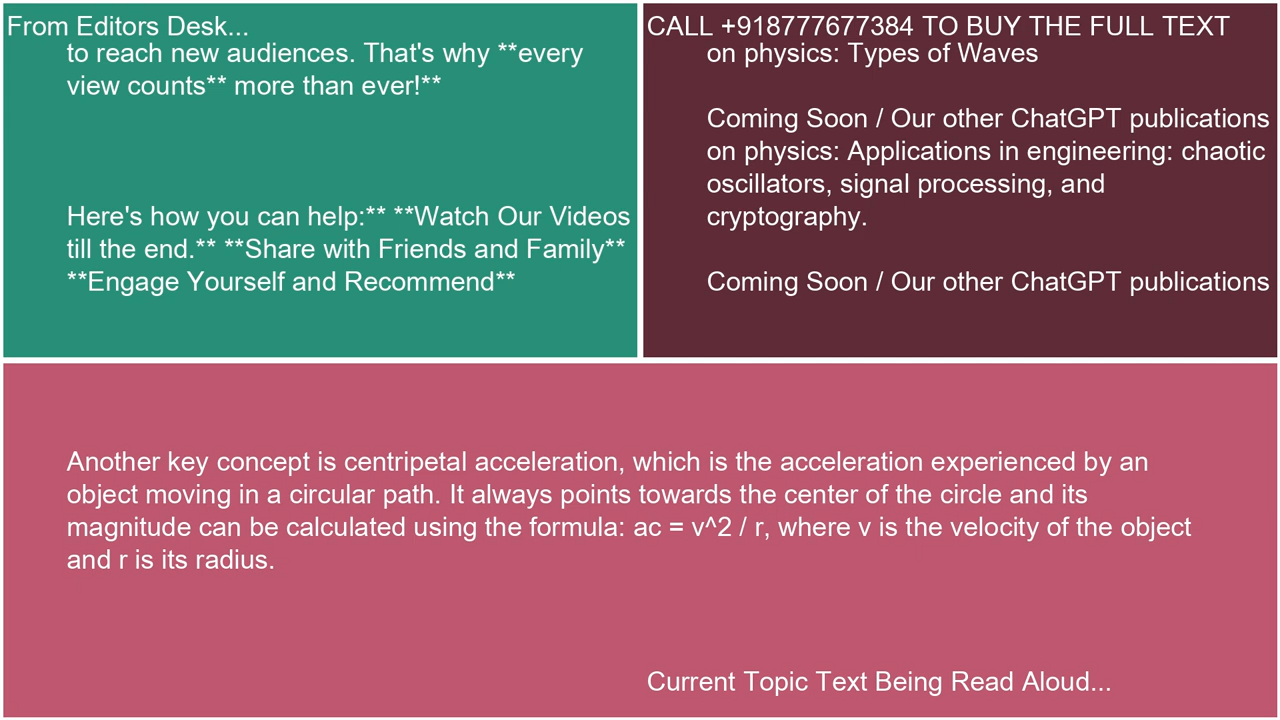 From Editors Desk...
to reach new audiences. That's why **every
view counts** more than ever!**
Here's how you can help:** **Watch Our Videos
till the end.** **Share with Friends and Family**
**Engage Yourself and Recommend**
CALL +918777677384 TO BUY THE FULL TEXT
on physics: Types of Waves
Coming Soon / Our other ChatGPT publications
on physics: Applications in engineering: chaotic
oscillators, signal processing, and
cryptography.
Coming Soon / Our other ChatGPT publications
Another key concept is centripetal acceleration, which is the acceleration experienced by an
object moving in a circular path. It always points towards the center of the circle and its
magnitude can be calculated using the formula: ac = v^2 / r, where v is the velocity of the object
and r is its radius.
Current Topic Text Being Read Aloud...